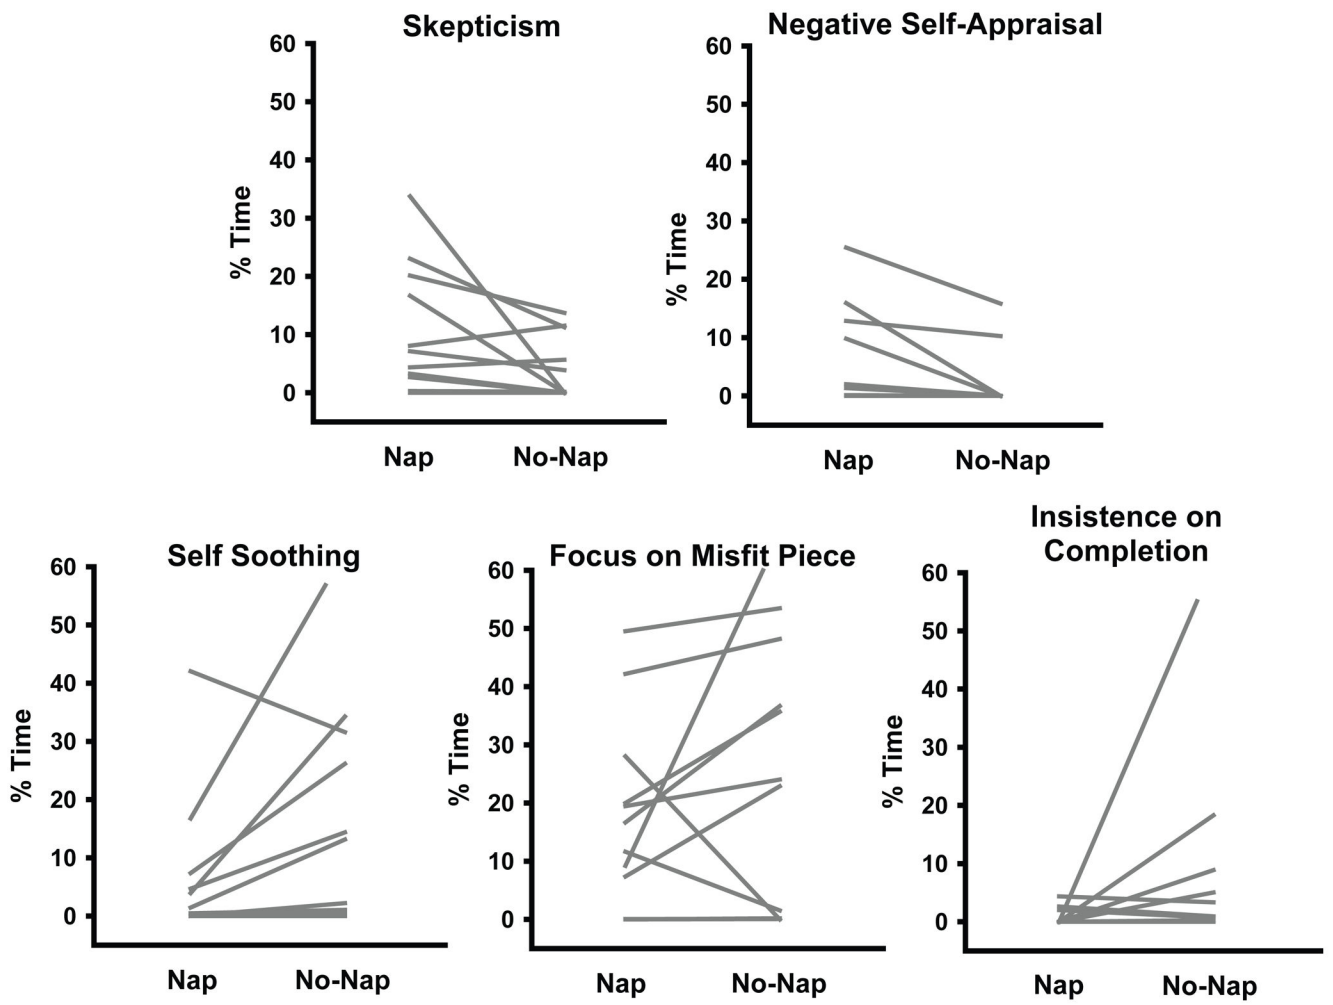 Skepticism
60
50
40
30
20
10
0
% Time
Nap No-Nap
Negative Self-Appraisal
60
50
40
30
20
10
0
% Time
Nap No-Nap
Self Soothing
60
50
40
30
20
10
0
% Time
Nap No-Nap
Focus on Misfit Piece
60
50
40
30
20
10
0
% Time
Nap No-Nap
Insistence on
Completion
60
50
40
30
20
10
0
% Time
Nap No-Nap